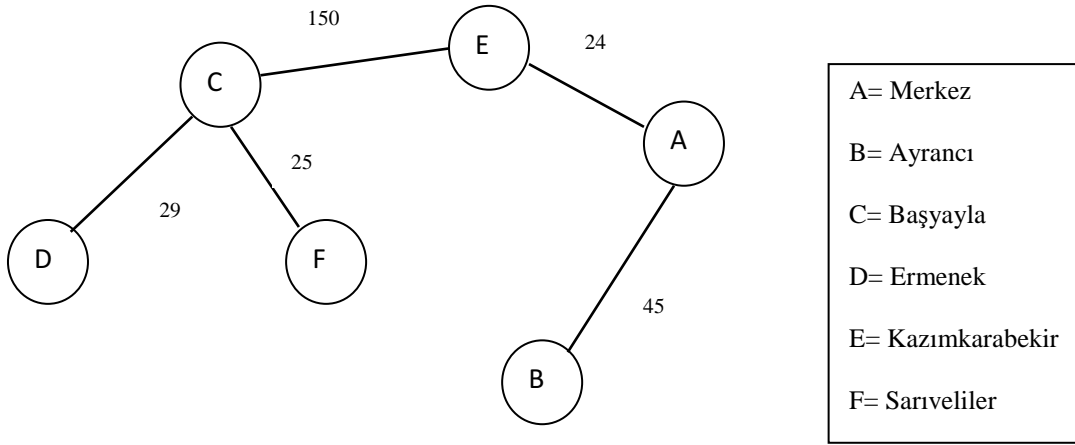 150
E
24
C
A
25
29
D
F
45
B
A= Merkez
B= Ayrancı
C= Başyayla
D= Ermenek
E= Kazımkarabekir
F= Sarıveliler